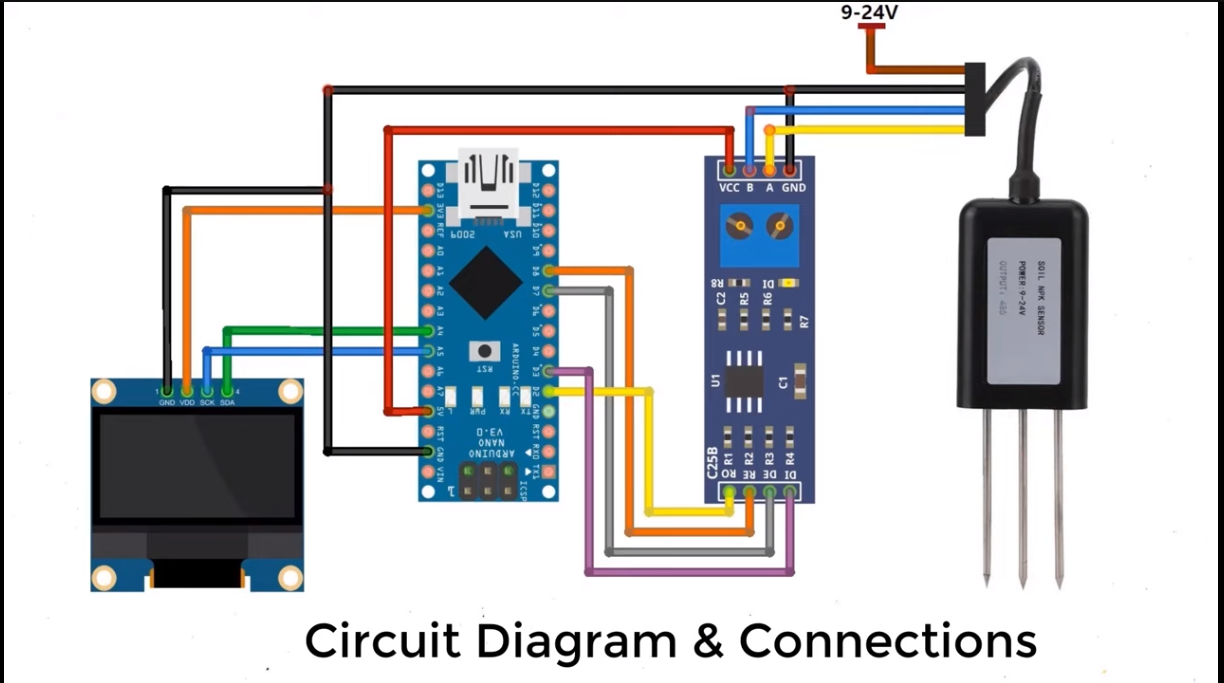 9-24V
VCC B A GND
D13
3V3
REF
A0
A1
A2
A3
A4
A5
A6
A7
5V
RST
GND
VIN
D12
D11
D10
D9
D8
D7
D6
D5
D4
D3
D2
GND
RST
RX0
TX1
USA
2009
RST
ARDUINO.CC
L PWR RX TX
ARDUINO
NANO
V3.0
ICSP
1
1 4
GND VDD SCK SDA
R8 DI
C2 R5 R6 R7
U1 C1
C25B
R1 R2 R3 R4
RO RE DE DI
SOIL NPK SENSOR
POWER: 9-24V
OUTPUT: 485
Circuit Diagram & Connections